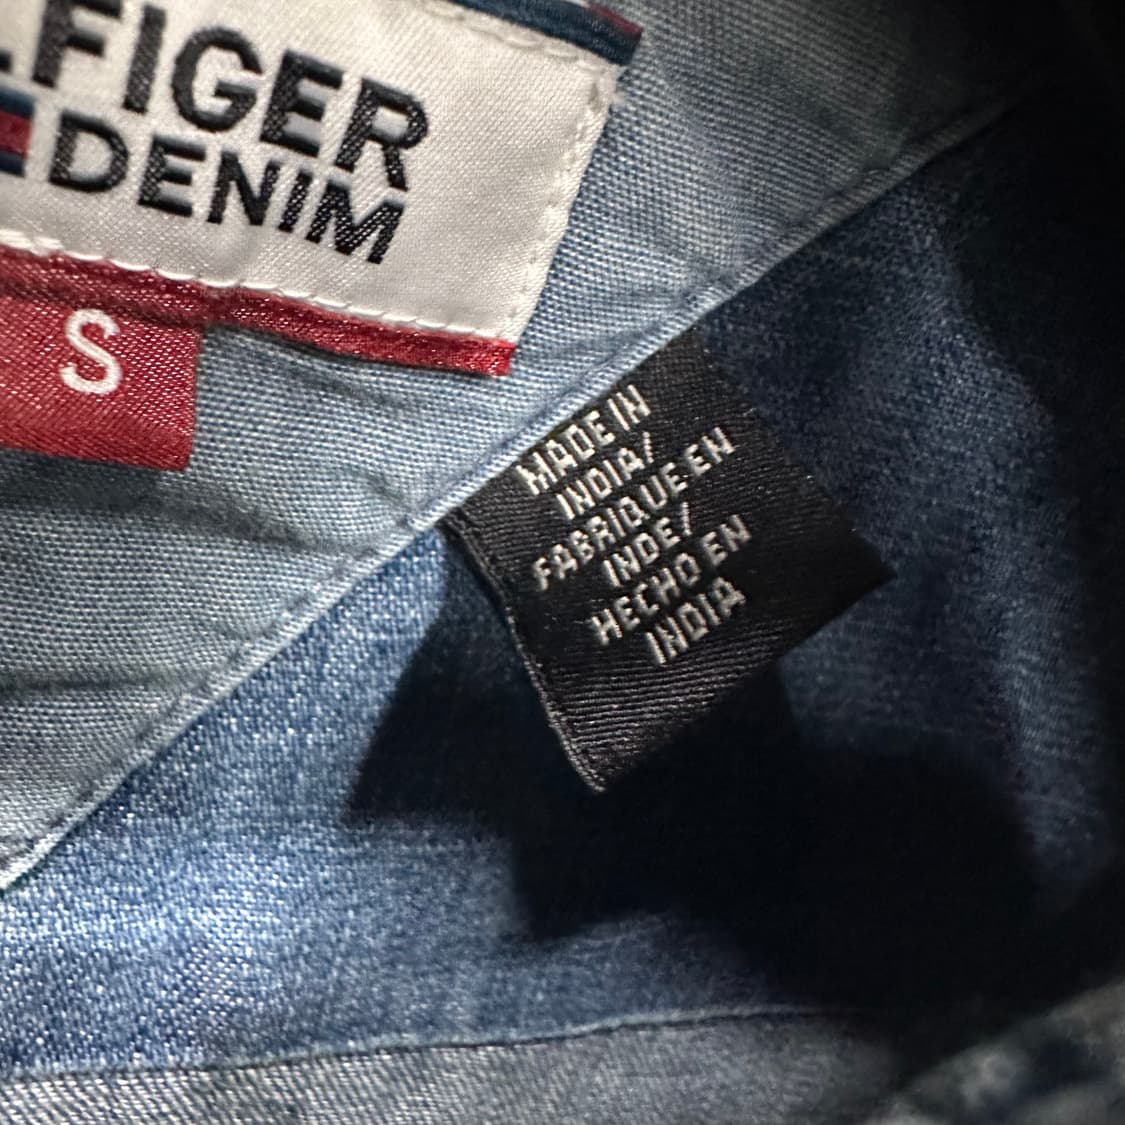 FIGER
DENIM
S
MADE IN
INDIA/
FABRIQUE EN
INDE/
HECHO EN
INDIA